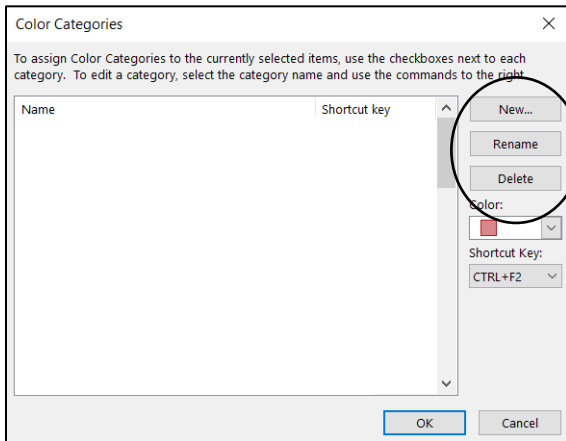 Color Categories
To assign Color Categories to the currently selected items, use the checkboxes next to each
category. To edit a category, select the category name and use the commands to the right.
Name Shortcut key
New...
Rename
Delete
Color:
Shortcut Key:
CTRL+F2
OK Cancel